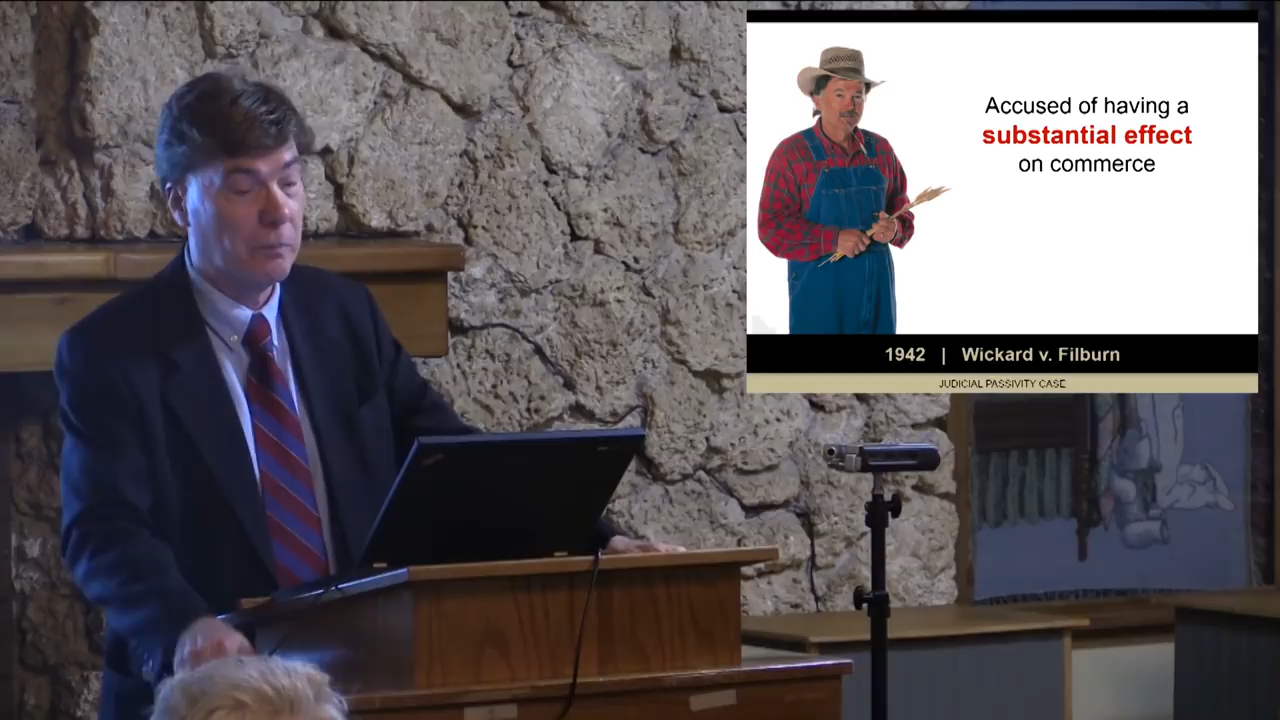 Accused of having a
substantial effect
on commerce
1942 | Wickard v. Filburn
JUDICIAL PASSIVITY CASE